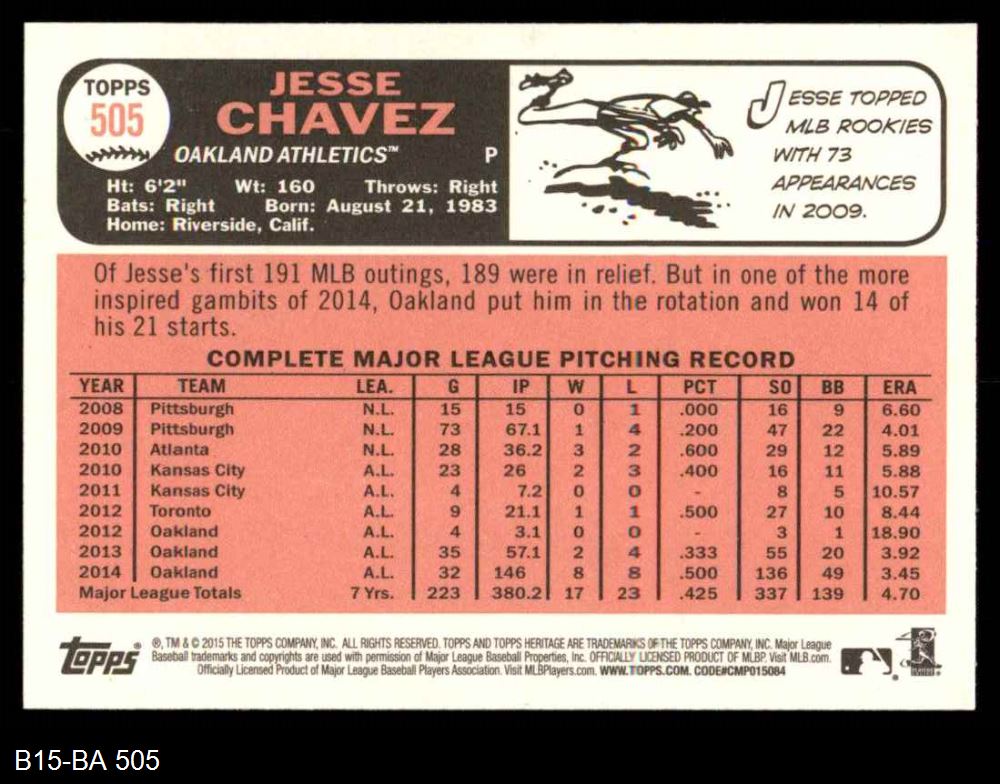 TOPPS
505
JESSE
CHAVEZ
OAKLAND ATHLETICS™ P
Ht: 6'2" Wt: 160 Throws: Right
Bats: Right Born: August 21, 1983
Home: Riverside, Calif.
JESSE TOPPED
MLB ROOKIES
WITH 73
APPEARANCES
IN 2009.
Of Jesse's first 191 MLB outings, 189 were in relief. But in one of the more
inspired gambits of 2014, Oakland put him in the rotation and won 14 of
his 21 starts.
COMPLETE MAJOR LEAGUE PITCHING RECORD
YEAR TEAM LEA. G IP W L PCT SO BB ERA
2008 Pittsburgh N.L. 15 15 0 1 .000 16 9 6.60
2009 Pittsburgh N.L. 73 67.1 1 4 .200 47 22 4.01
2010 Atlanta N.L. 28 36.2 3 2 .600 29 12 5.89
2010 Kansas City A.L. 23 26 2 3 .400 16 11 5.88
2011 Kansas City A.L. 4 7.2 0 0 - 8 5 10.57
2012 Toronto A.L. 9 21.1 1 1 .500 27 10 8.44
2012 Oakland A.L. 4 3.1 0 0 - 3 1 18.90
2013 Oakland A.L. 35 57.1 2 4 .333 55 20 3.92
2014 Oakland A.L. 32 146 8 8 .500 136 49 3.45
Major League Totals 7 Yrs. 223 380.2 17 23 .425 337 139 4.70
Topps®
®, TM & © 2015 THE TOPPS COMPANY, INC. ALL RIGHTS RESERVED. TOPPS AND TOPPS HERITAGE ARE TRADEMARKS OF THE TOPPS COMPANY, INC. Major League
Baseball trademarks and copyrights are used with permission of Major League Baseball Properties, Inc. OFFICIALLY LICENSED PRODUCT OF MLBP. Visit MLB.com.
Officially Licensed Product of Major League Baseball Players Association. Visit MLBPlayers.com. WWW.TOPPS.COM. CODE#CMP015084
B15-BA 505